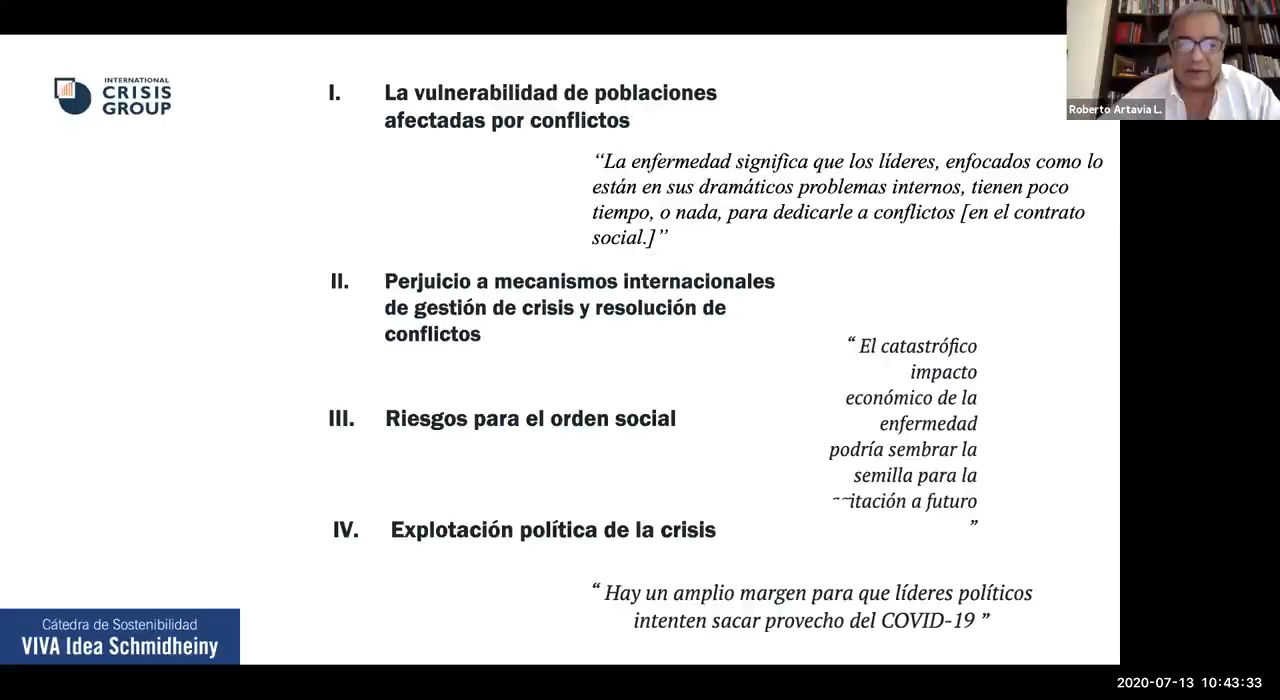 INTERNATIONAL
CRISIS
GROUP
I. La vulnerabilidad de poblaciones
afectadas por conflictos
“La enfermedad significa que los líderes, enfocados como lo
están en sus dramáticos problemas internos, tienen poco
tiempo, o nada, para dedicarle a conflictos [en el contrato
social.]”
II. Perjuicio a mecanismos internacionales
de gestión de crisis y resolución de
conflictos
“ El catastrófico
impacto
económico de la
enfermedad
podría sembrar la
semilla para la
a futuro
”
III. Riesgos para el orden social
IV. Explotación política de la crisis
“ Hay un amplio margen para que líderes políticos
intenten sacar provecho del COVID-19 ”
Cátedra de Sostenibilidad
VIVA Idea Schmidheiny
Roberto Artavia L.
2020-07-13 10:43:33